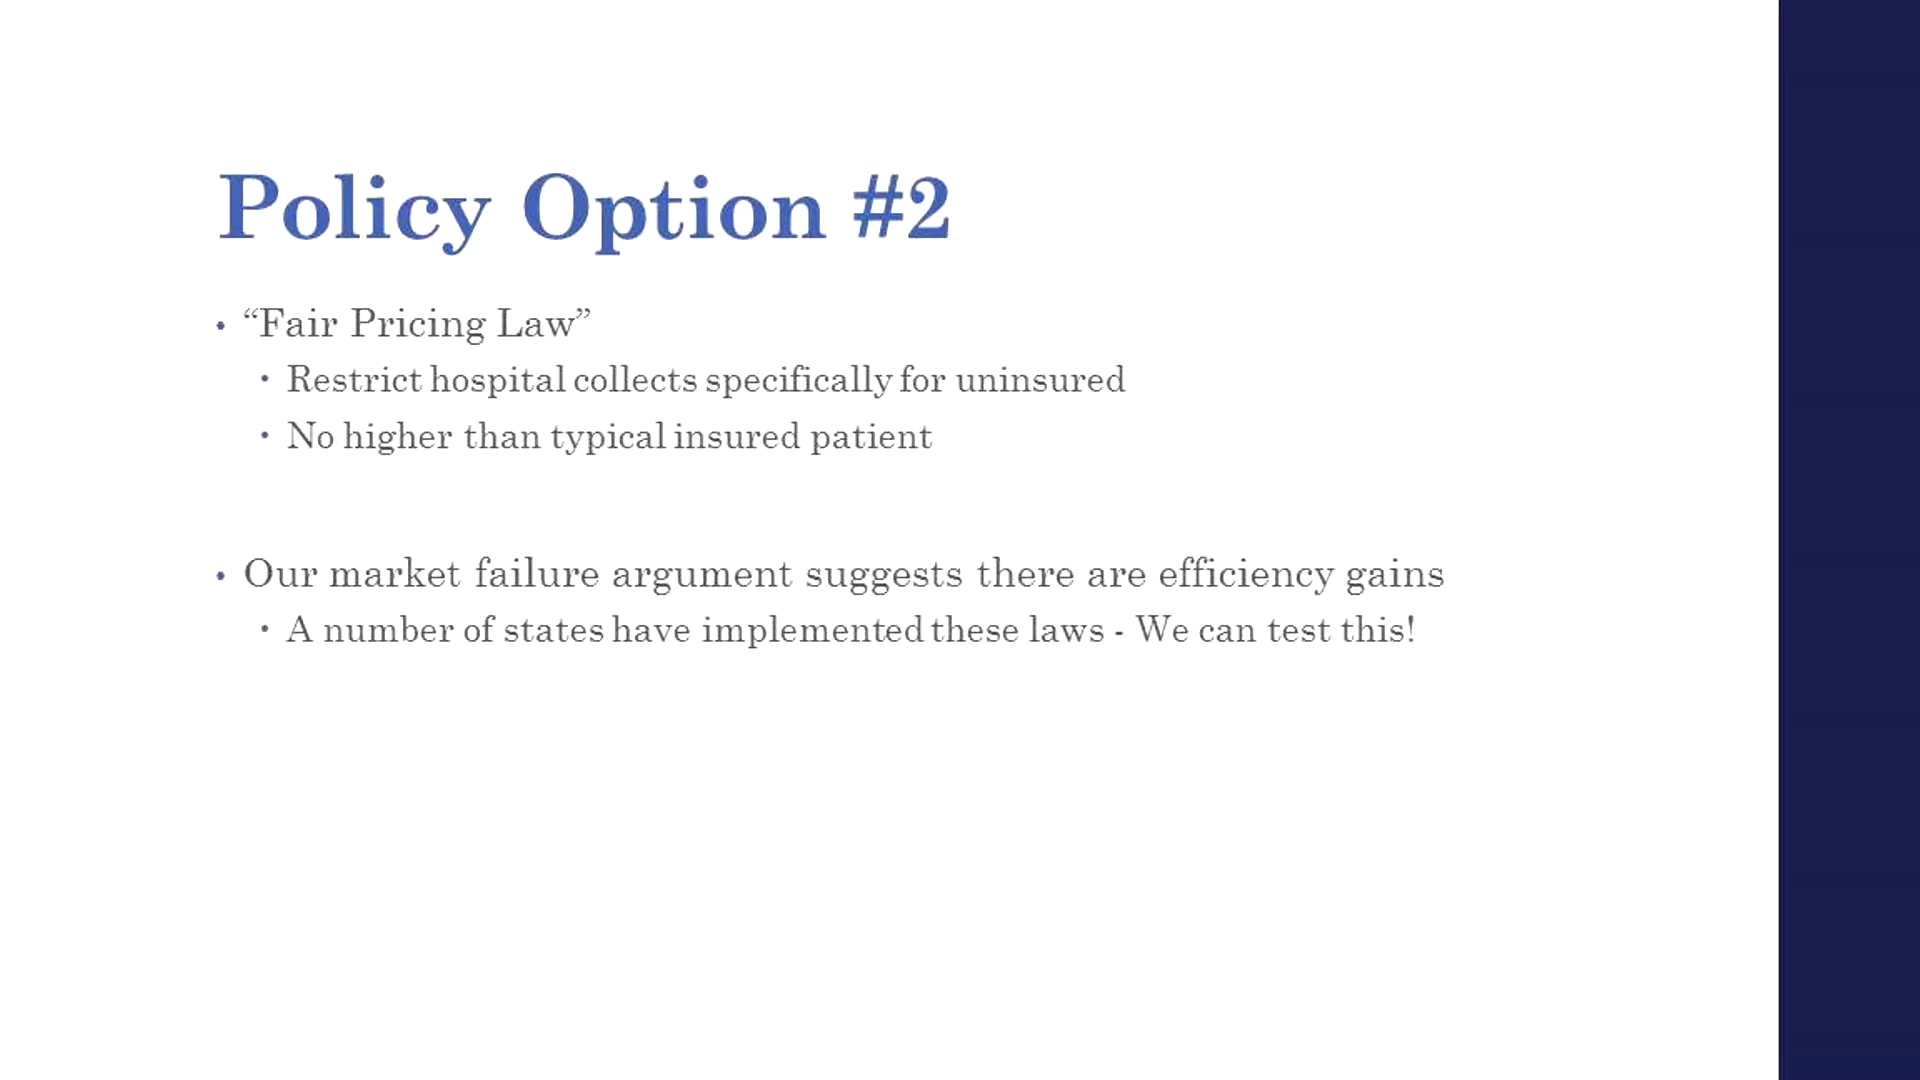 Policy Option #2
• “Fair Pricing Law”
• Restrict hospital collects specifically for uninsured
• No higher than typical insured patient
• Our market failure argument suggests there are efficiency gains
• A number of states have implemented these laws - We can test this!